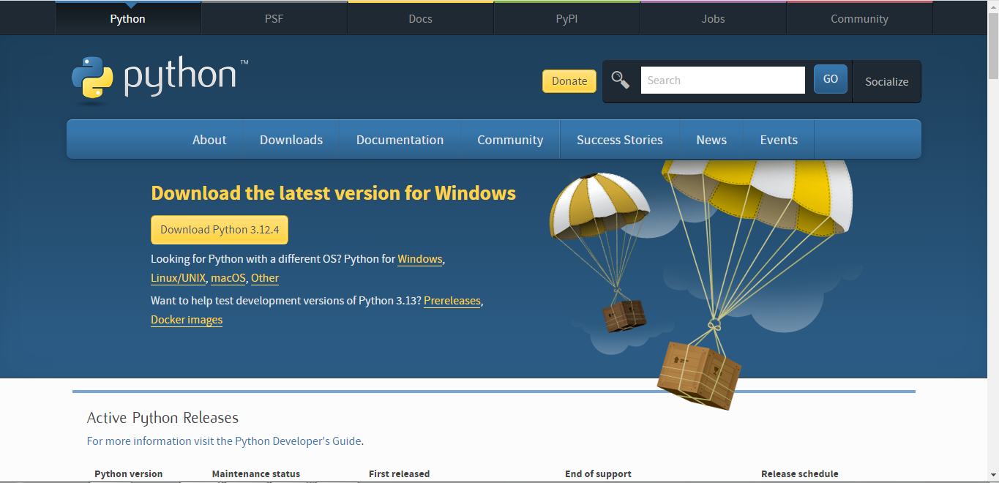 Python PSF Docs PyPI Jobs Community
python™
Donate Search GO Socialize
About Downloads Documentation Community Success Stories News Events
Download the latest version for Windows
Download Python 3.12.4
Looking for Python with a different OS? Python for Windows,
Linux/UNIX, macOS, Other
Want to help test development versions of Python 3.13? Prereleases,
Docker images
Active Python Releases
For more information visit the Python Developer's Guide.
Python version Maintenance status First released End of support Release schedule